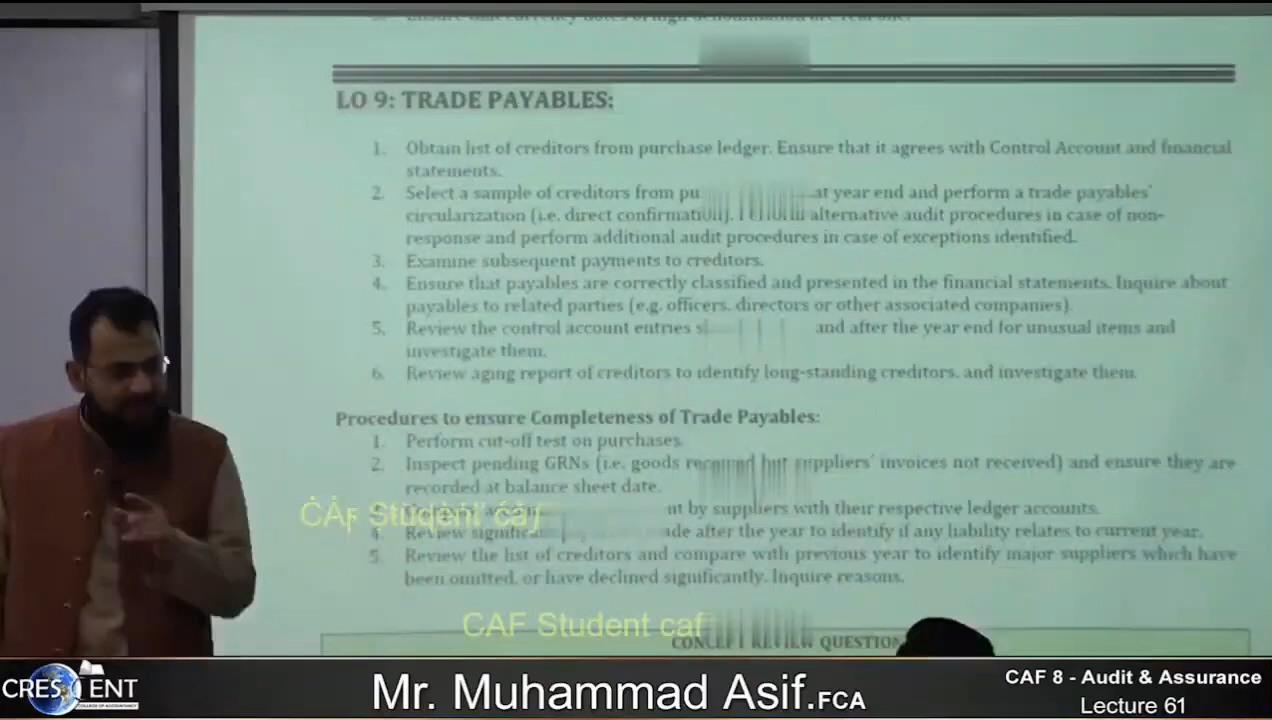 LO 9: TRADE PAYABLES:
1. Obtain list of creditors from purchase ledger. Ensure that it agrees with Control Account and financial
statements.
2. Select a sample of creditors from at year end and perform a trade payables'
circularization (i.e. direct confirmation). alternative audit procedures in case of non-
response and perform additional audit procedures in case of exceptions identified.
3. Examine subsequent payments to creditors.
4. Ensure that payables are correctly classified and presented in the financial statements. Inquire about
payables to related parties (e.g. officers, directors or other associated companies)
5. Review the control account entries and after the year end for unusual items and
investigate them.
6. Review aging report of creditors to identify long-standing creditors, and investigate them.
Procedures to ensure Completeness of Trade Payables:
1. Perform cut-off test on purchases.
2. Inspect pending GRNs (i.e. goods received but suppliers' invoices not received) and ensure they are
recorded at balance sheet date.
by suppliers with their respective ledger accounts.
4. Review after the year to identify if any liability relates to current year.
5. Review the list of creditors and compare with previous year to identify major suppliers which have
been omitted, or have declined significantly. Inquire reasons.
CAF Student caf
CAF Student caf
CONCEPT REVIEW QUESTION
CRESCENT
COLLEGE OF ACCOUNTANCY
Mr. Muhammad Asif.FCA
CAF 8 - Audit & Assurance
Lecture 61